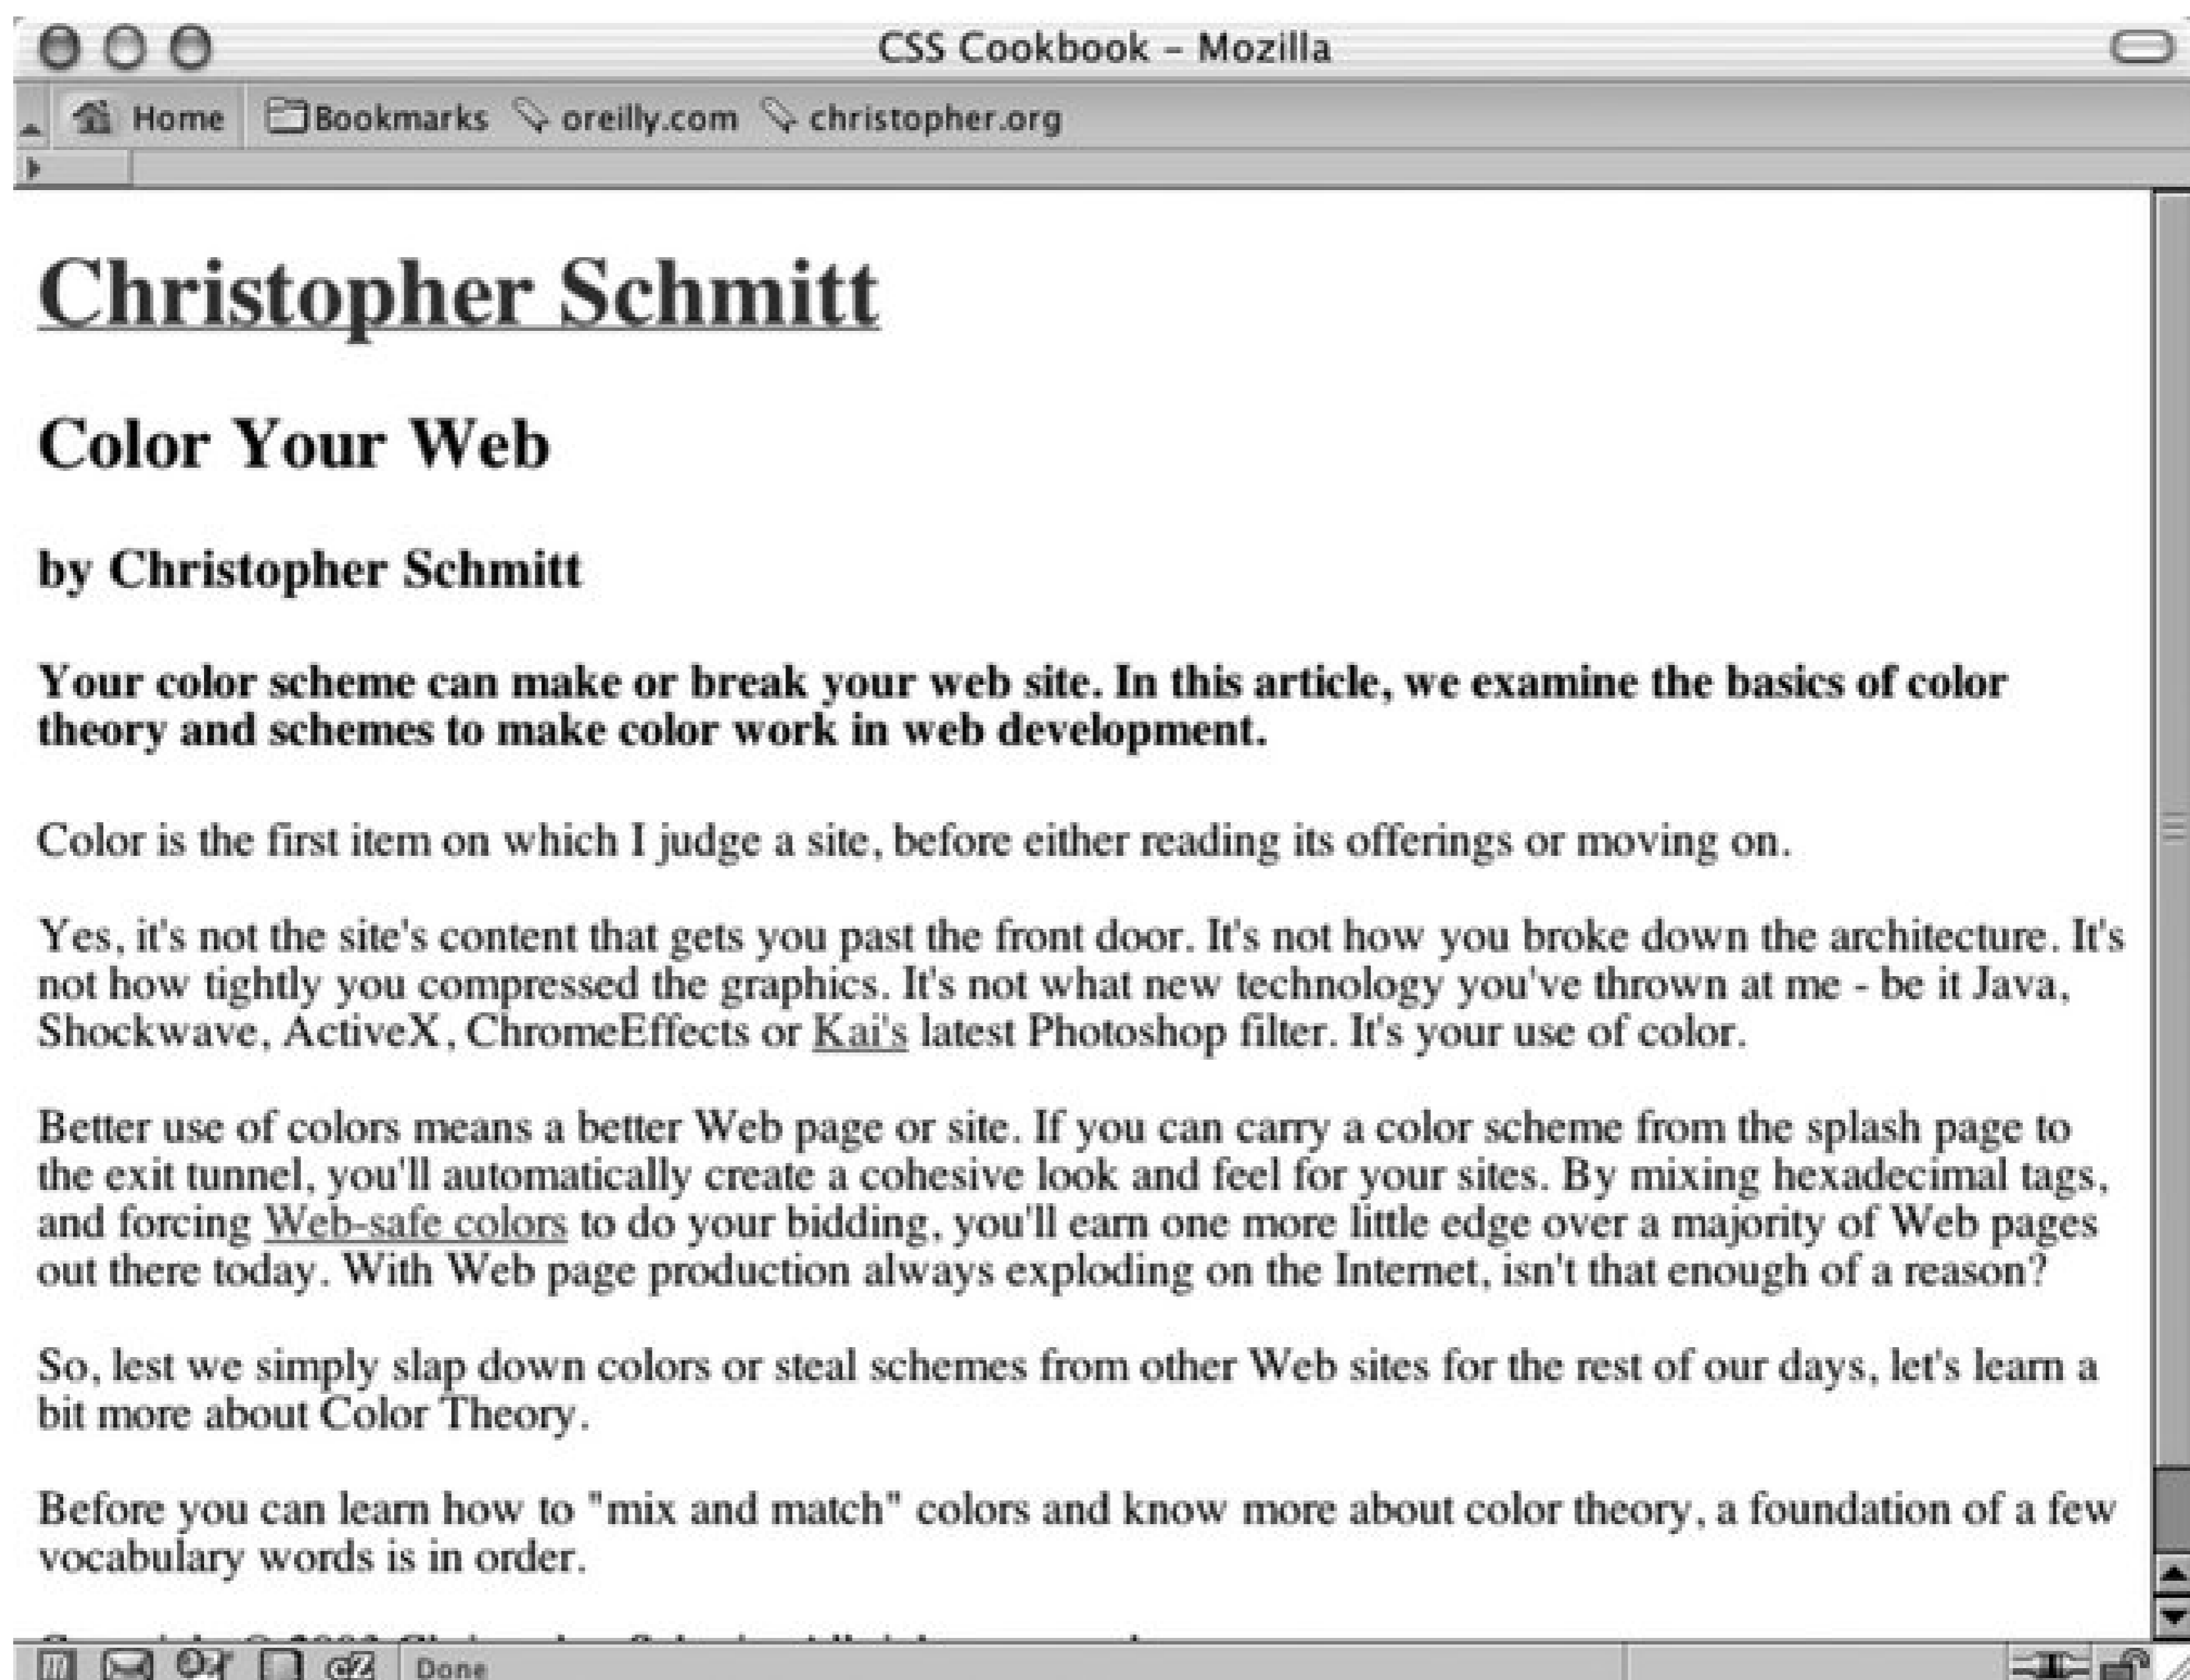 CSS Cookbook – Mozilla
Home Bookmarks oreilly.com christopher.org
Christopher Schmitt
Color Your Web
by Christopher Schmitt
Your color scheme can make or break your web site. In this article, we examine the basics of color
theory and schemes to make color work in web development.
Color is the first item on which I judge a site, before either reading its offerings or moving on.
Yes, it's not the site's content that gets you past the front door. It's not how you broke down the architecture. It's
not how tightly you compressed the graphics. It's not what new technology you've thrown at me - be it Java,
Shockwave, ActiveX, ChromeEffects or Kai's latest Photoshop filter. It's your use of color.
Better use of colors means a better Web page or site. If you can carry a color scheme from the splash page to
the exit tunnel, you'll automatically create a cohesive look and feel for your sites. By mixing hexadecimal tags,
and forcing Web-safe colors to do your bidding, you'll earn one more little edge over a majority of Web pages
out there today. With Web page production always exploding on the Internet, isn't that enough of a reason?
So, lest we simply slap down colors or steal schemes from other Web sites for the rest of our days, let's learn a
bit more about Color Theory.
Before you can learn how to "mix and match" colors and know more about color theory, a foundation of a few
vocabulary words is in order.
Done